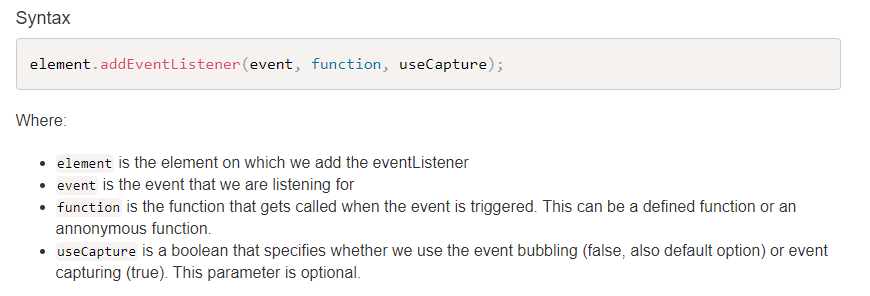 Syntax
element.addEventListener(event, function, useCapture);
Where:
• element is the element on which we add the eventListener
• event is the event that we are listening for
• function is the function that gets called when the event is triggered. This can be a defined function or an
annonymous function.
• useCapture is a boolean that specifies whether we use the event bubbling (false, also default option) or event
capturing (true). This parameter is optional.